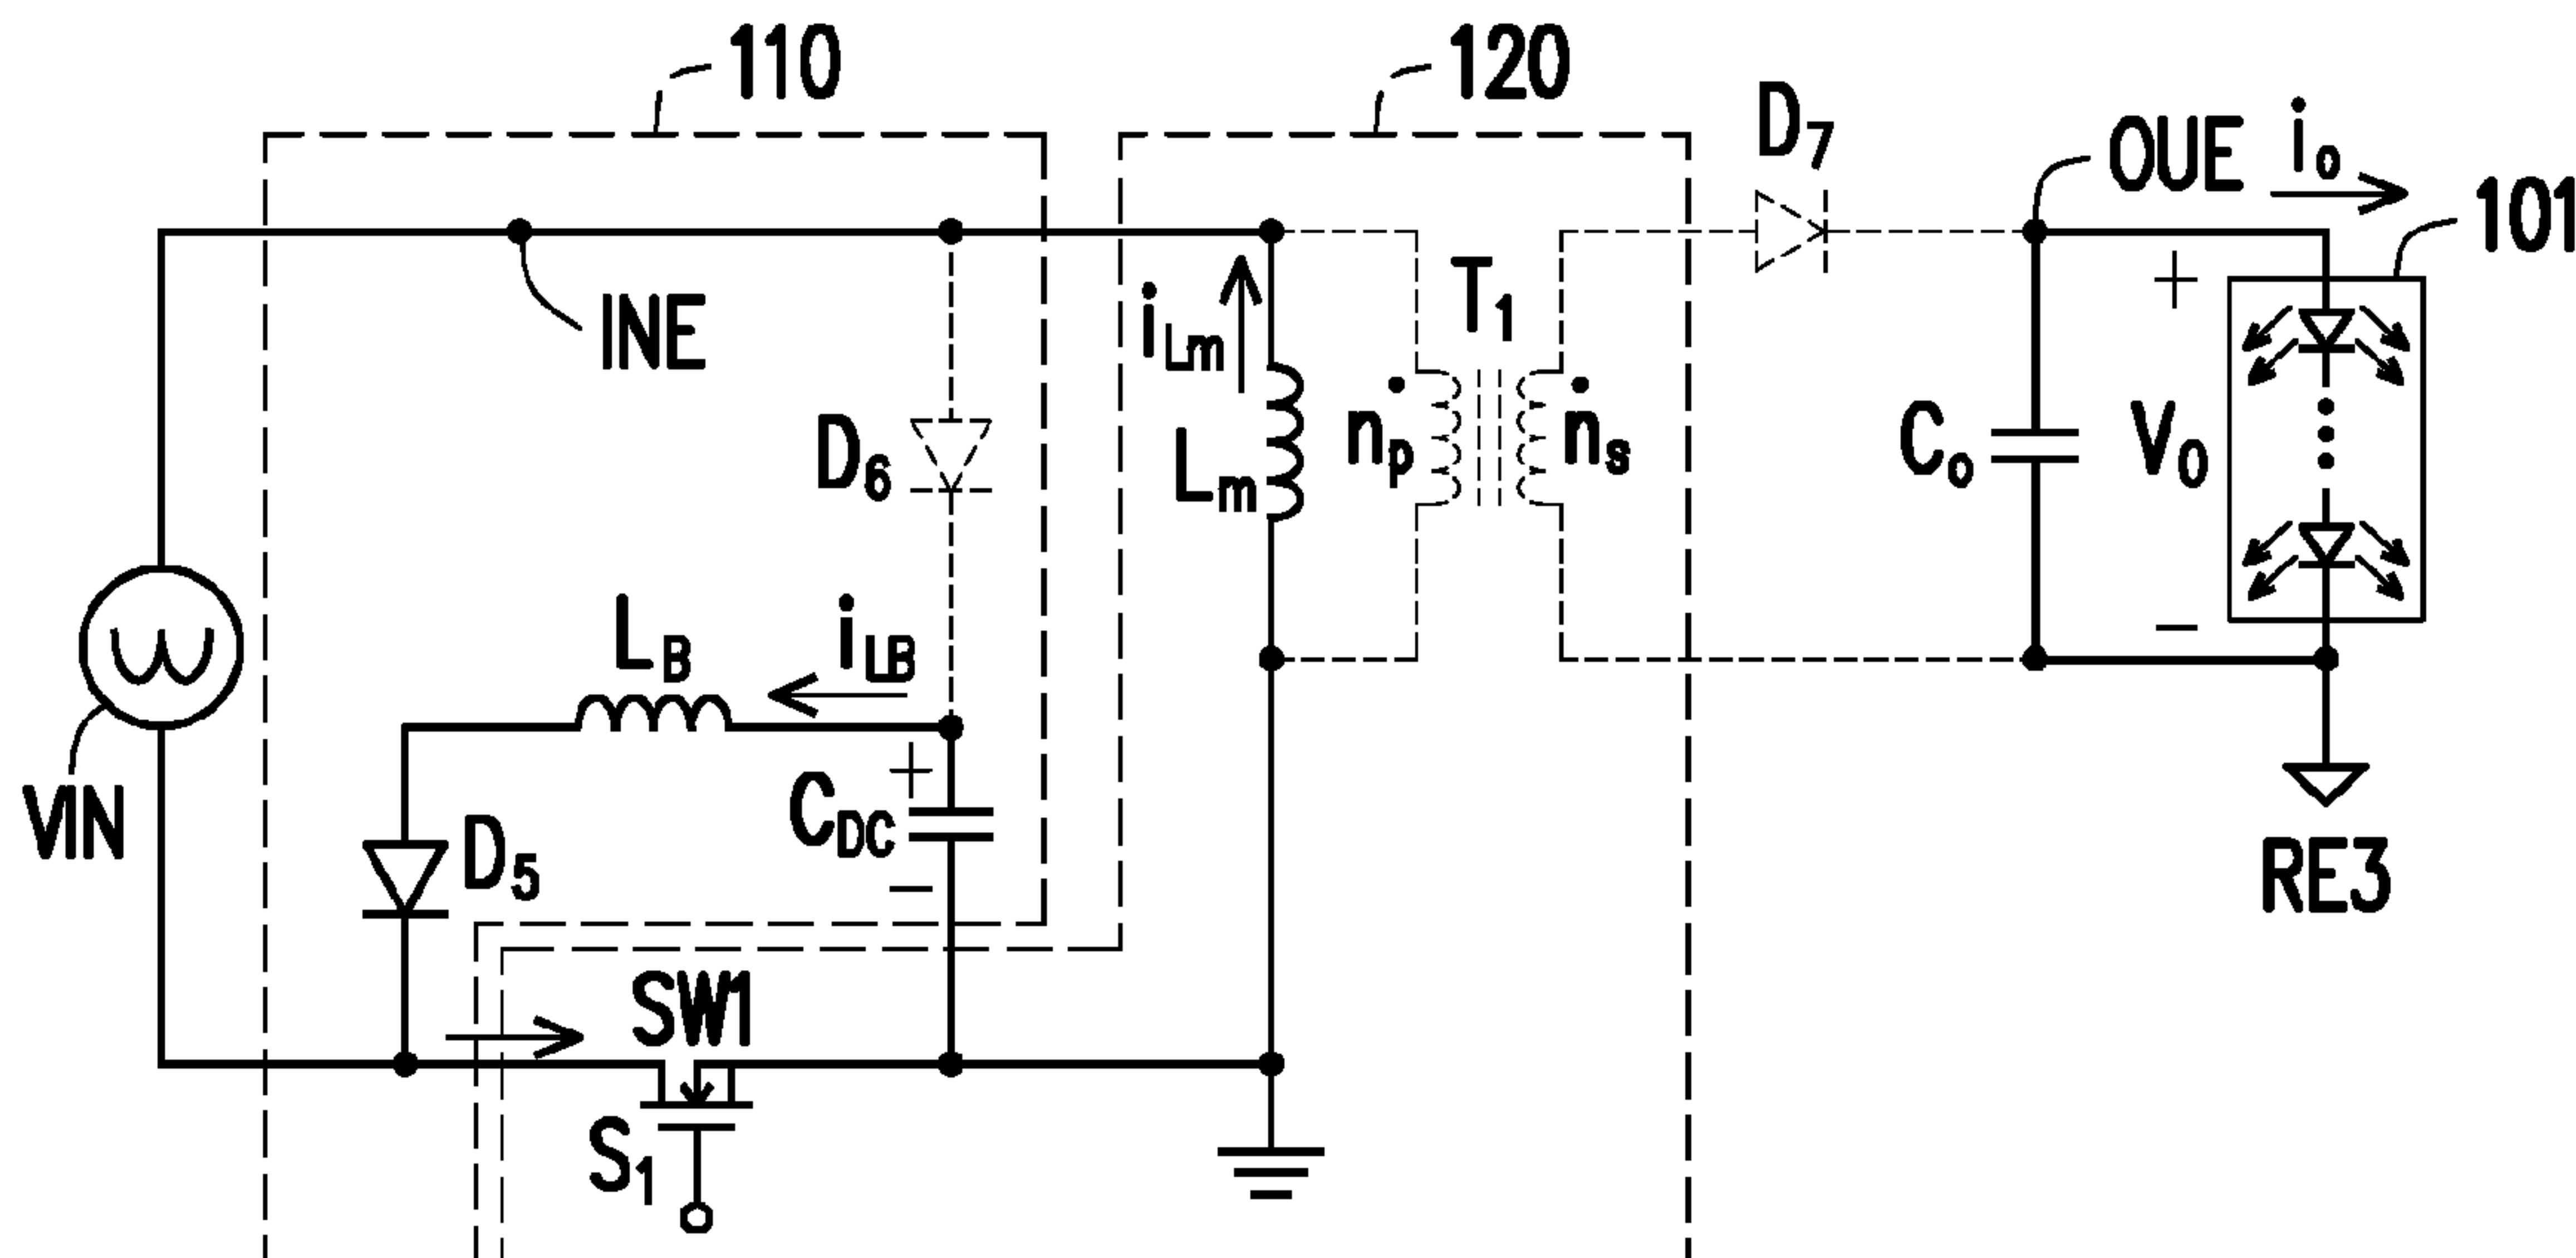 110
120
D7
OUE
io
101
INE
iLm
T1
Lm
np
ns
Co
+
Vo
−
D6
LB
iLB
VIN
D5
CDC
+
−
SW1
S1
RE3